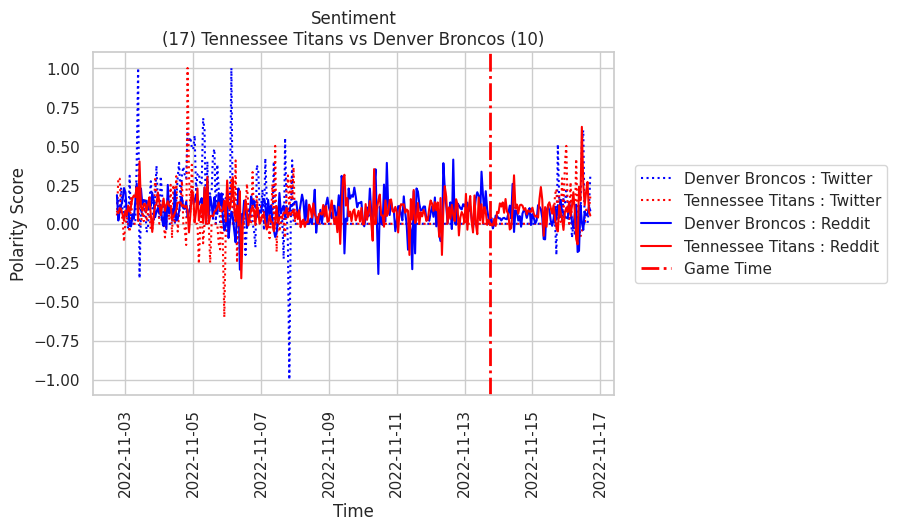 Sentiment
(17) Tennessee Titans vs Denver Broncos (10)
1.00
0.75
0.50
0.25
0.00
−0.25
−0.50
−0.75
−1.00
Polarity Score
2022-11-03
2022-11-05
2022-11-07
2022-11-09
2022-11-11
2022-11-13
2022-11-15
2022-11-17
Time
Denver Broncos : Twitter
Tennessee Titans : Twitter
Denver Broncos : Reddit
Tennessee Titans : Reddit
Game Time